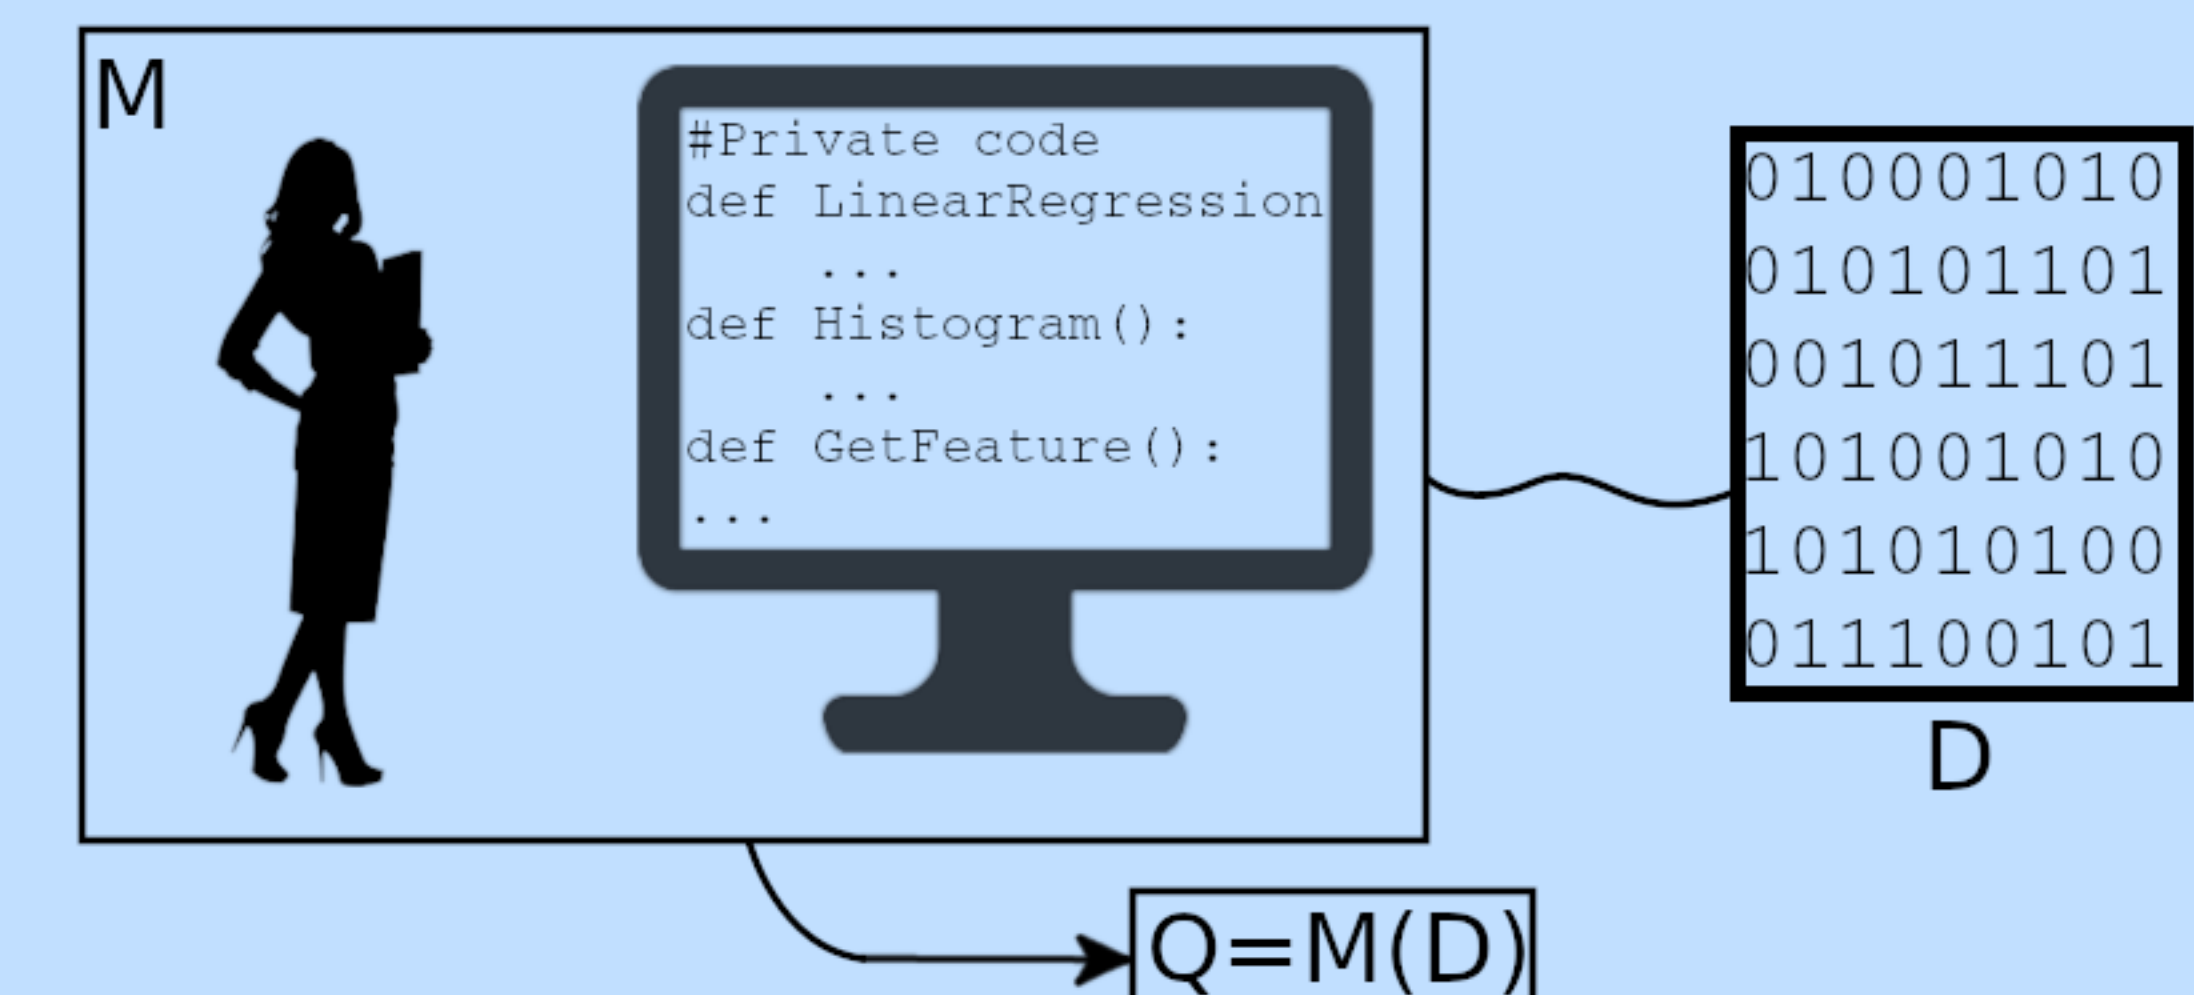 M
#Private code
def LinearRegression
...
def Histogram():
...
def GetFeature():
...
010001010
010101101
001011101
101001010
101010100
011100101
D
Q=M(D)